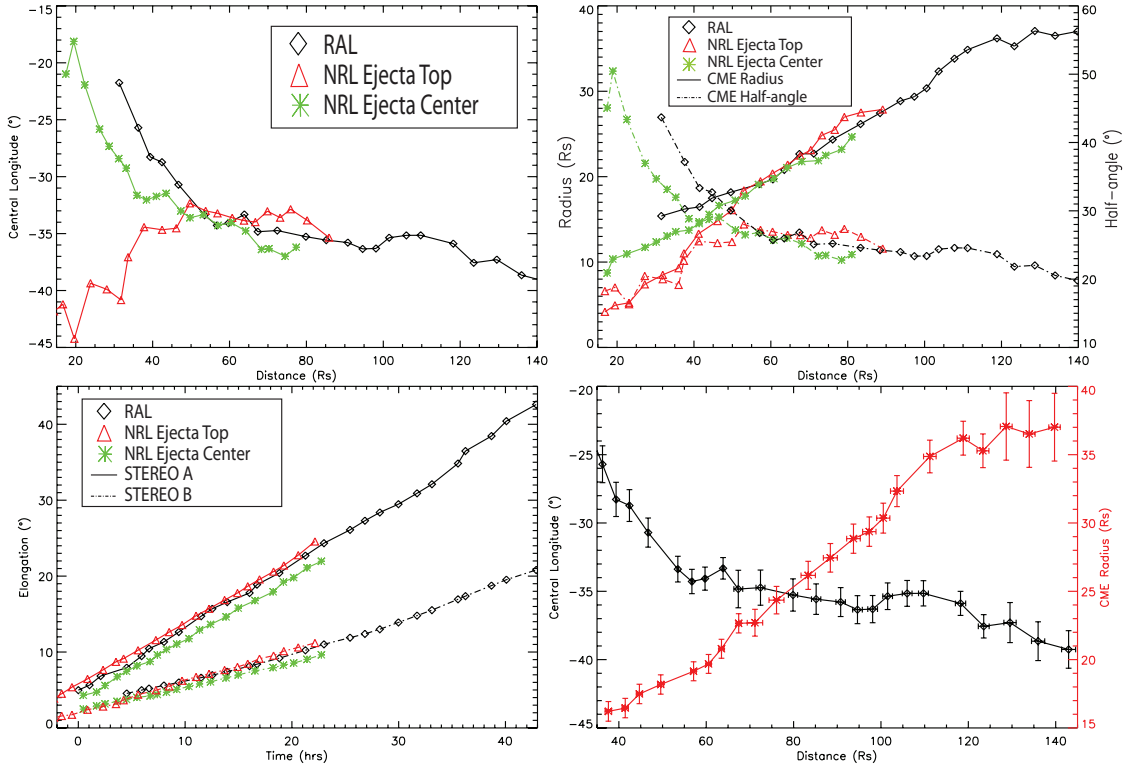 -15
-20
-25
-30
-35
-40
-45
Central Longitude (°)
20 40 60 80 100 120 140
Distance (Rs)
RAL
NRL Ejecta Top
NRL Ejecta Center
40
30
20
10
0
Radius (Rs)
60
50
40
30
20
10
Half-angle (°)
20 40 60 80 100 120 140
Distance (Rs)
RAL
NRL Ejecta Top
NRL Ejecta Center
CME Radius
CME Half-angle
40
30
20
10
0
Elongation (°)
0 10 20 30 40
Time (hrs)
RAL
NRL Ejecta Top
NRL Ejecta Center
STEREO A
STEREO B
-20
-25
-30
-35
-40
-45
Central Longitude (°)
40
35
30
25
20
15
CME Radius (Rs)
40 60 80 100 120 140
Distance (Rs)